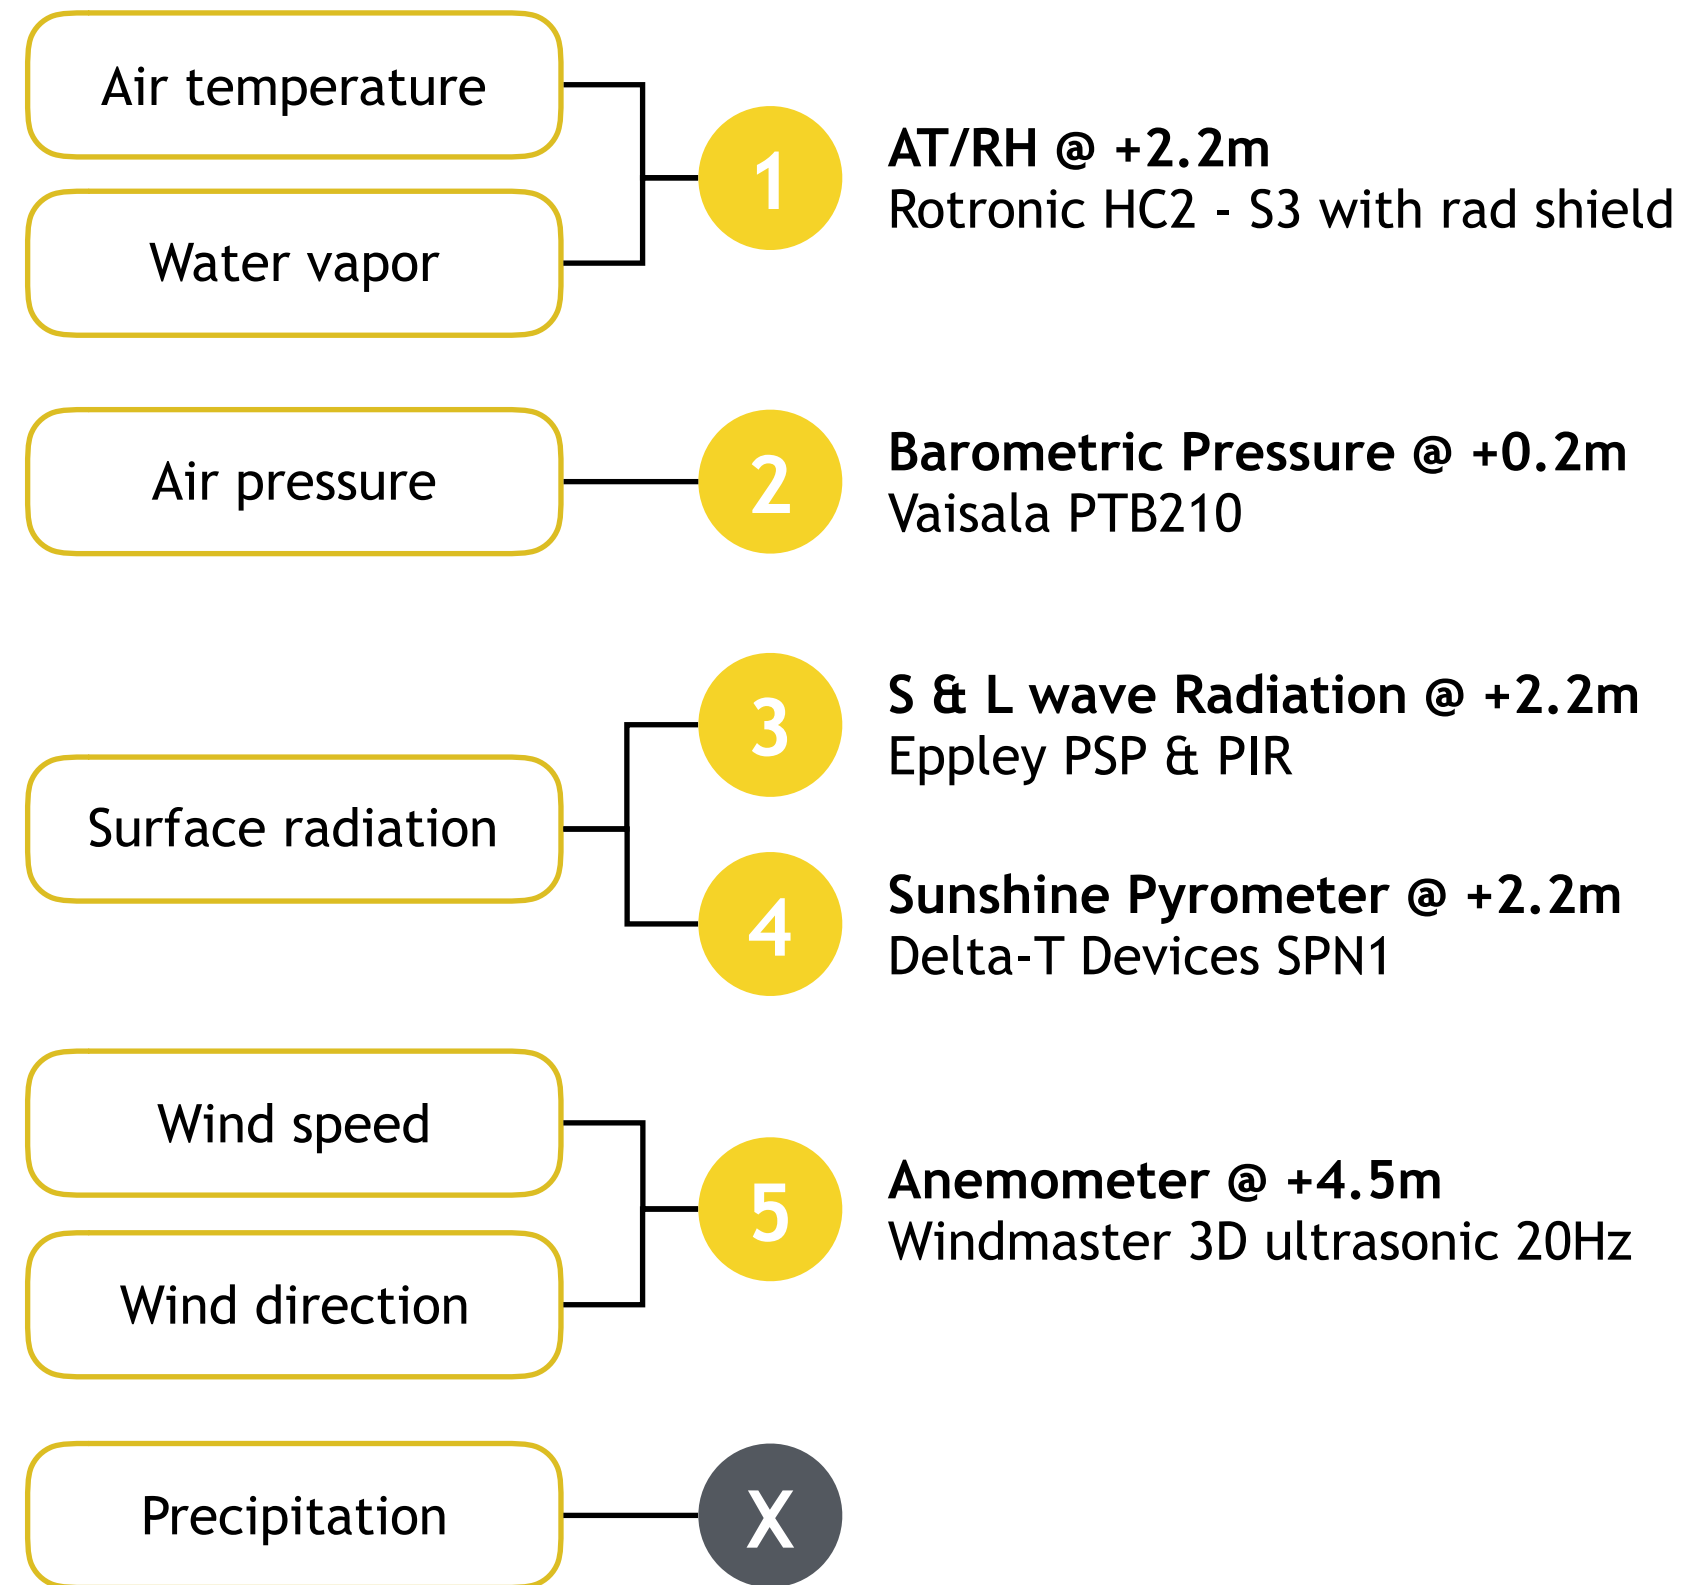 Air temperature
Water vapor
1
AT/RH @ +2.2m
Rotronic HC2 - S3 with rad shield
Air pressure
2
Barometric Pressure @ +0.2m
Vaisala PTB210
Surface radiation
3
S & L wave Radiation @ +2.2m
Eppley PSP & PIR
4
Sunshine Pyrometer @ +2.2m
Delta-T Devices SPN1
Wind speed
Wind direction
5
Anemometer @ +4.5m
Windmaster 3D ultrasonic 20Hz
Precipitation
X